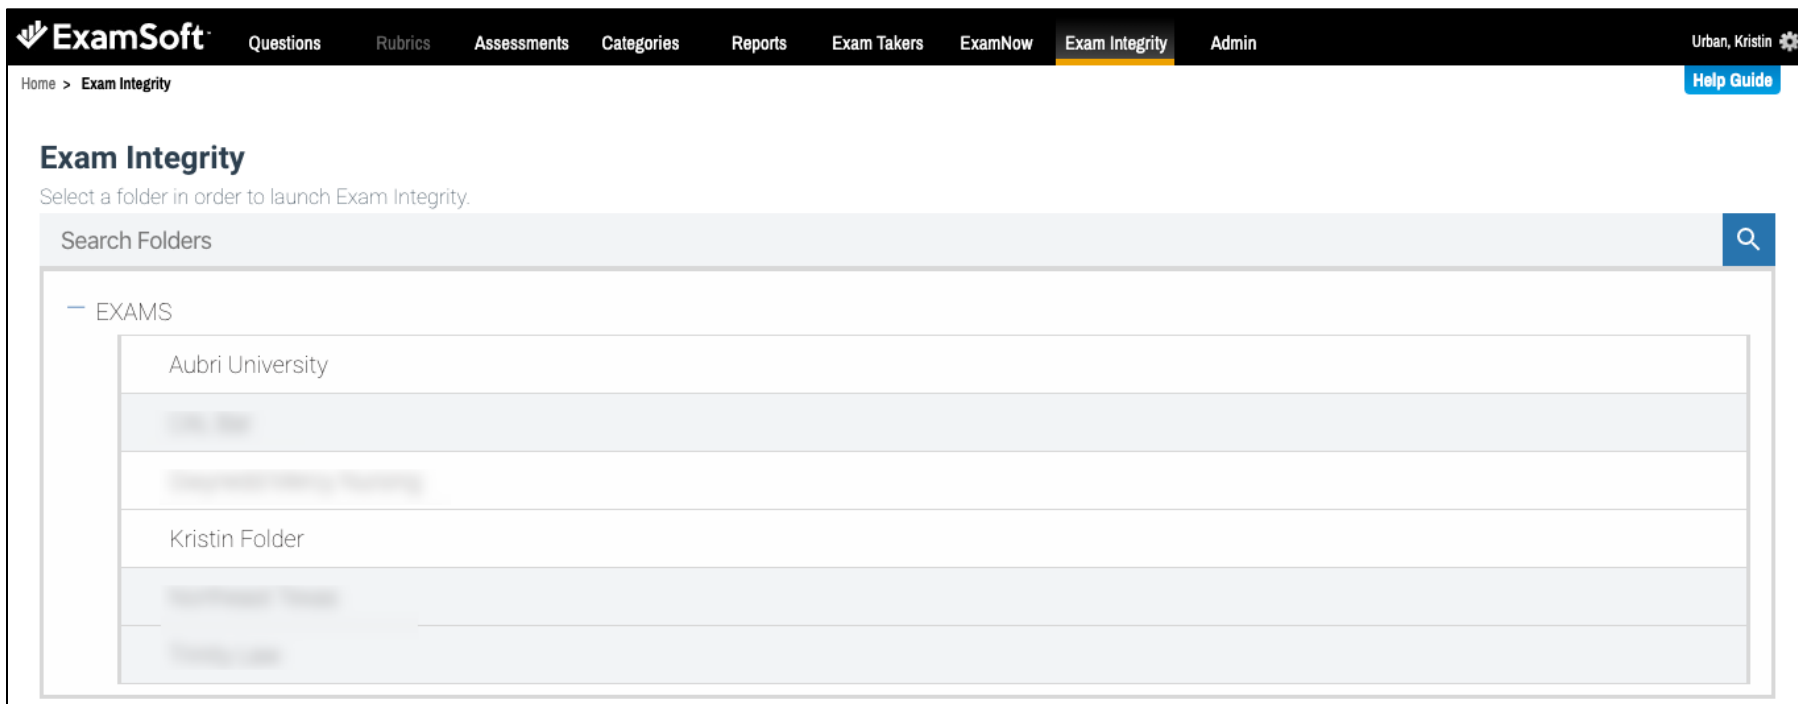 ExamSoft Questions Rubrics Assessments Categories Reports Exam Takers ExamNow Exam Integrity Admin Urban, Kristin
Home > Exam Integrity Help Guide
Exam Integrity
Select a folder in order to launch Exam Integrity.
Search Folders
EXAMS
Aubri University
Kristin Folder